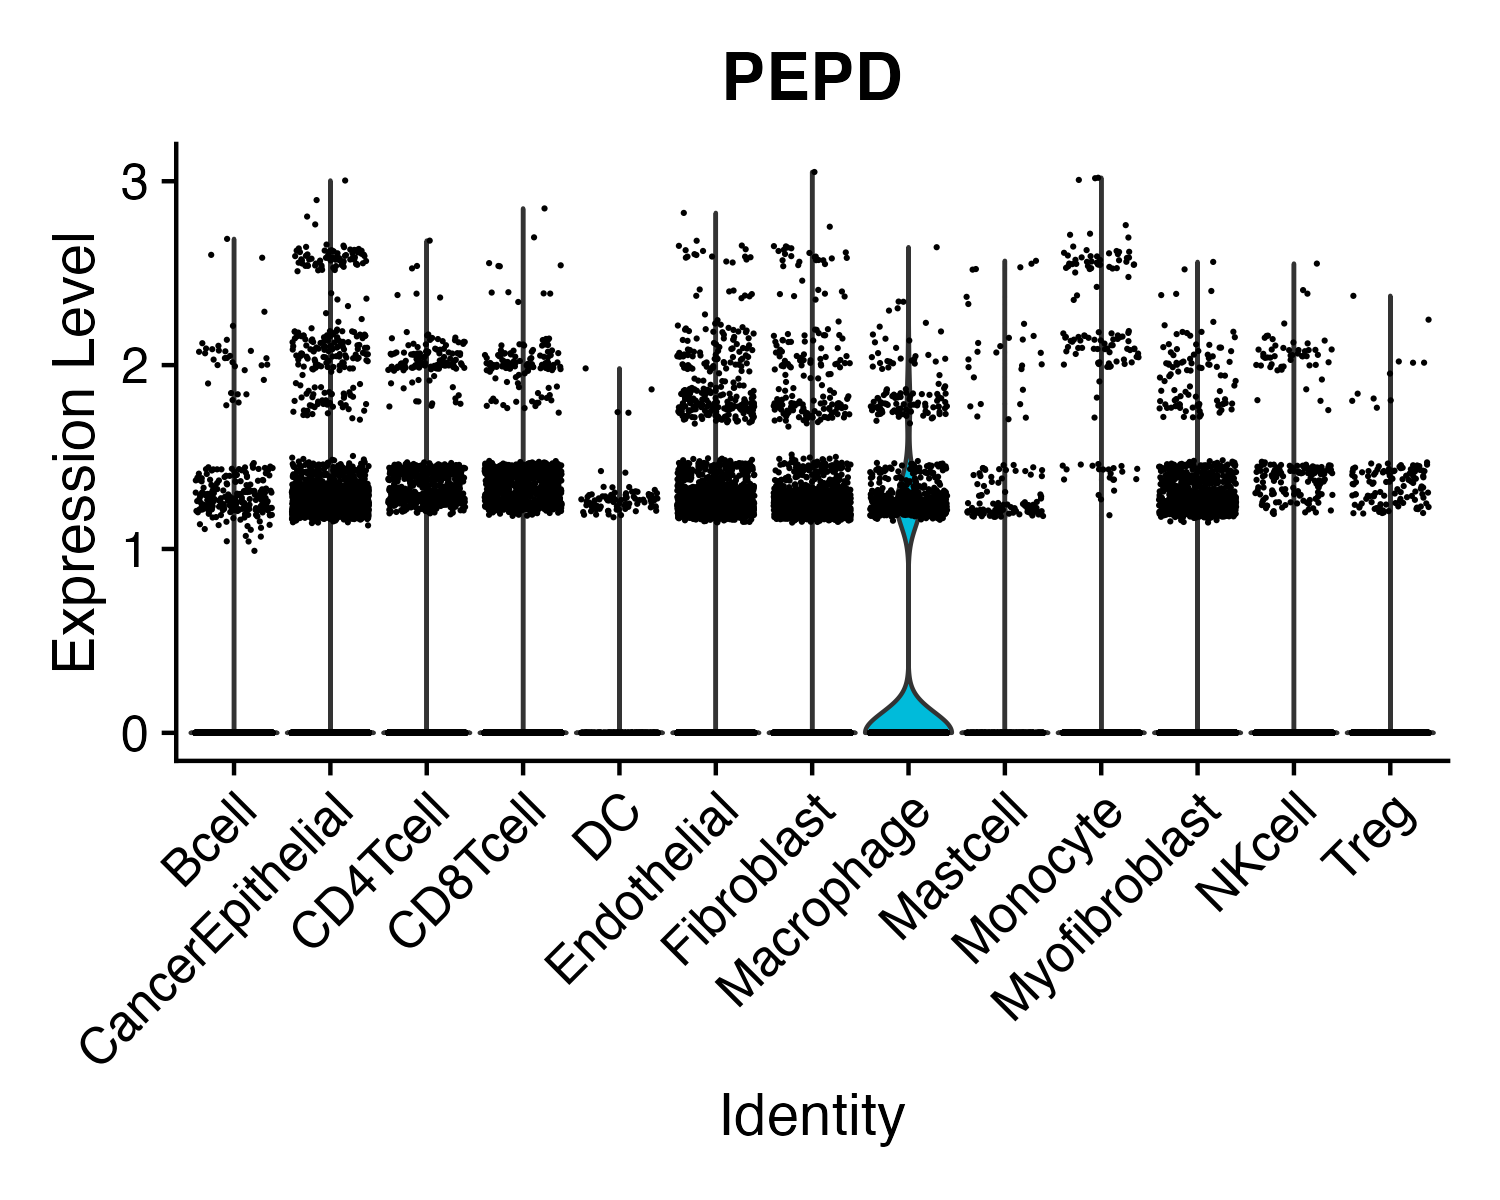 PEPD
Expression Level
3
2
1
0
Bcell
CancerEpithelial
CD4Tcell
CD8Tcell
DC
Endothelial
Fibroblast
Macrophage
Mastcell
Monocyte
Myofibroblast
NKcell
Treg
Identity